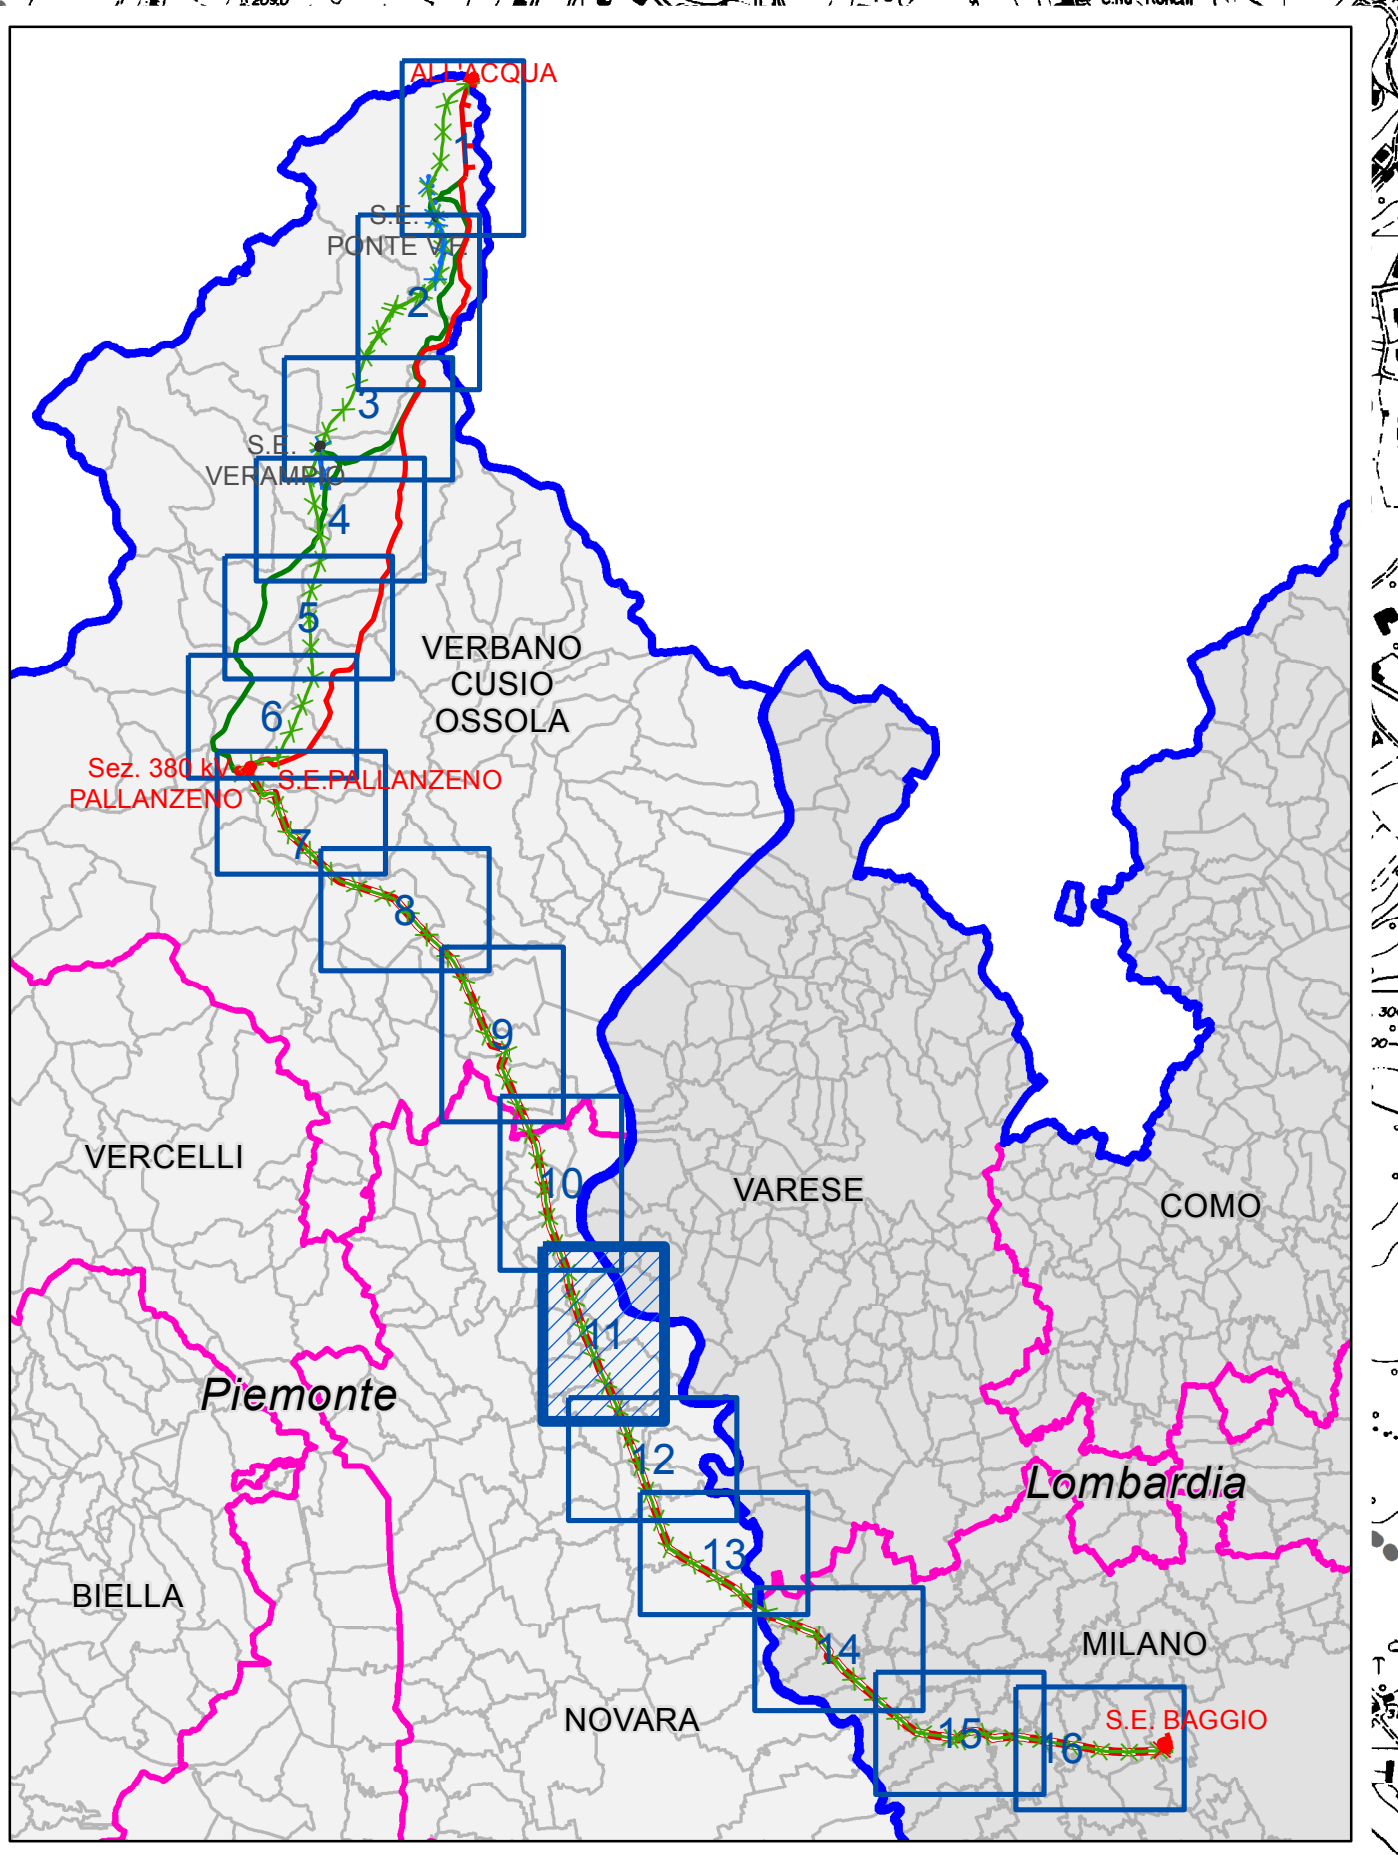 ALL'ACQUA
1
S.E.
PONTE V.F.
2
3
S.E.
VERAMPIO
4
5
VERBANO
CUSIO
OSSOLA
6
Sez. 380 kV
PALLANZENO
S.E.PALLANZENO
7
8
9
VERCELLI
10
VARESE
COMO
11
Piemonte
12
Lombardia
13
BIELLA
14
MILANO
NOVARA
15
16
S.E. BAGGIO